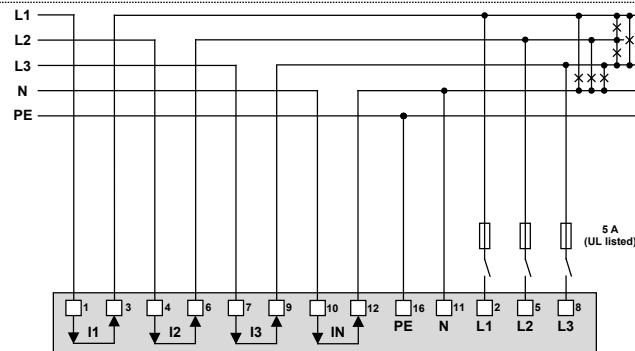 L1
L2
L3
N
PE
5 A
(UL listed)
1 3 4 6 7 9 10 12 16 11 2 5 8
I1 I2 I3 IN PE N L1 L2 L3